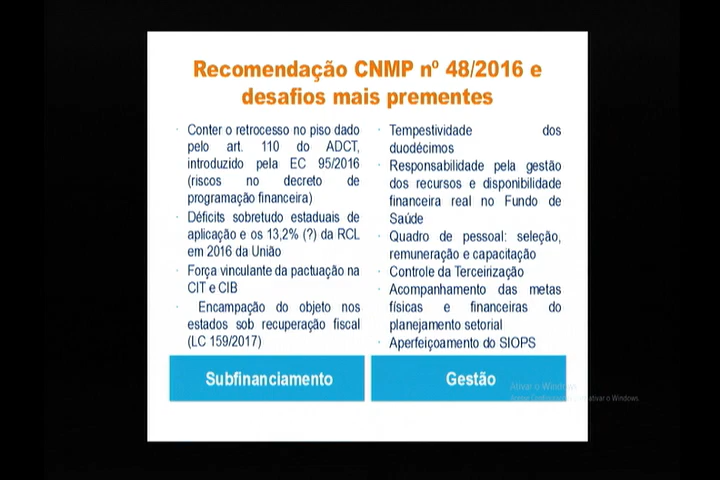 Recomendação CNMP nº 48/2016 e
desafios mais prementes
Conter o retrocesso no piso dado
pelo art. 110 do ADCT,
introduzido pela EC 95/2016
(riscos no decreto de
programação financeira)
Déficits sobretudo estaduais de
aplicação e os 13,2% (?) da RCL
em 2016 da União
Força vinculante da pactuação na
CIT e CIB
Encampação do objeto nos
estados sob recuperação fiscal
(LC 159/2017)
Subfinanciamento
Tempestividade dos
duodécimos
Responsabilidade pela gestão
dos recursos e disponibilidade
financeira real no Fundo de
Saúde
Quadro de pessoal: seleção,
remuneração e capacitação
Controle da Terceirização
Acompanhamento das metas
físicas e financeiras do
planejamento setorial
Aperfeiçoamento do SIOPS
Gestão
Ativar o Windows
ativar o Windows.